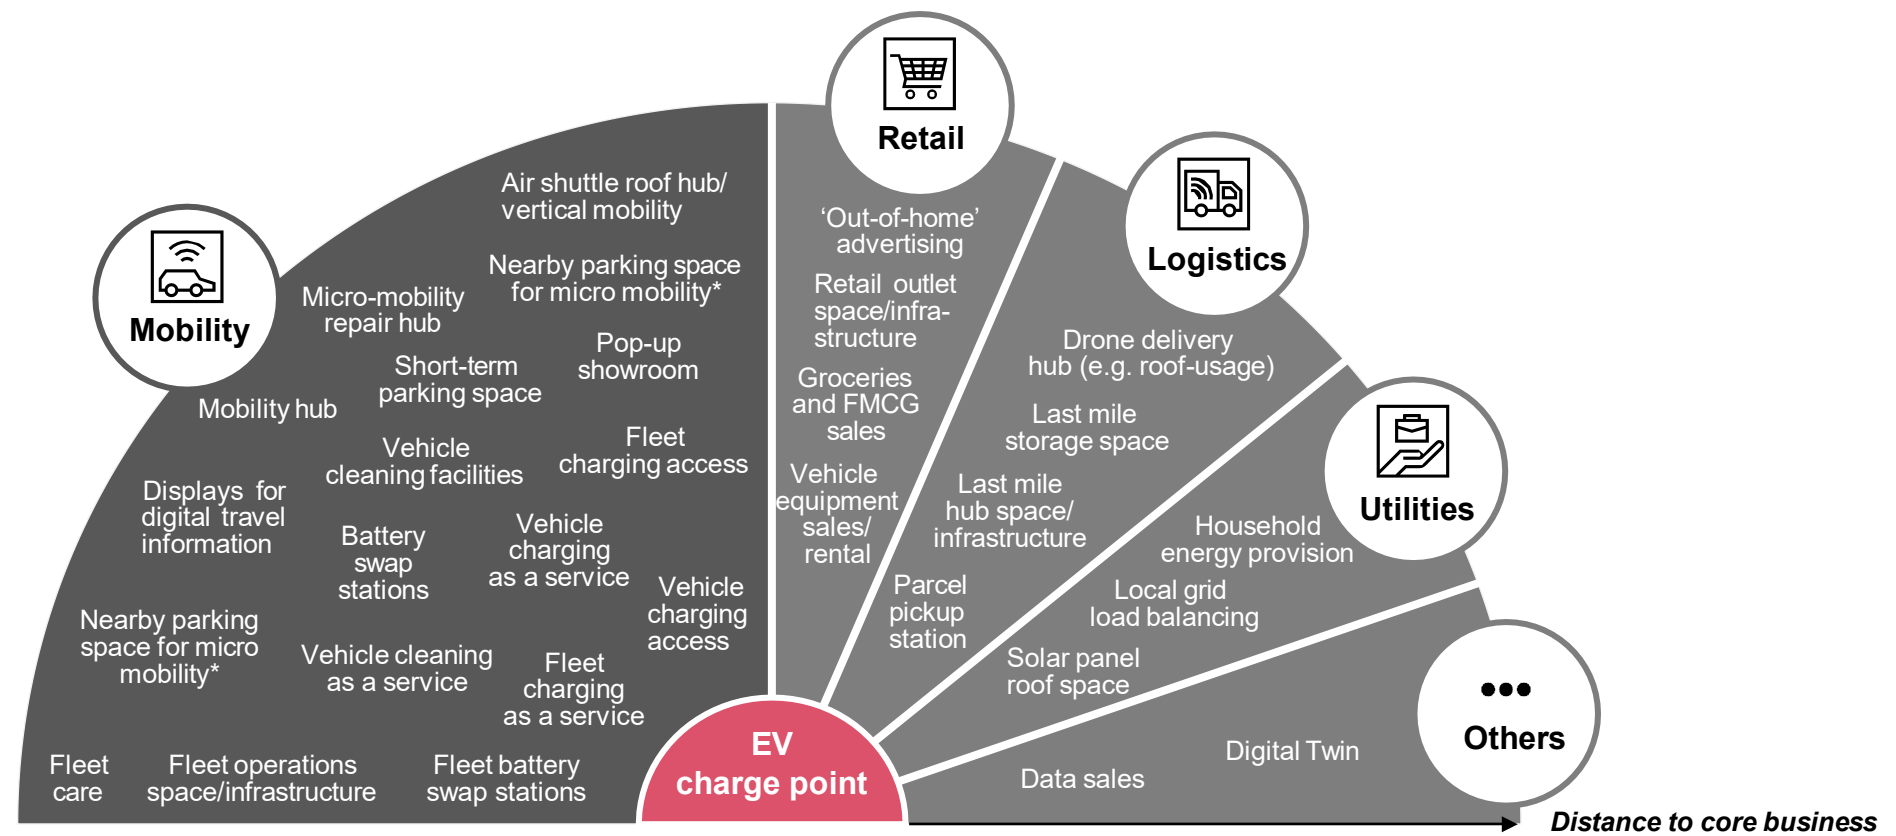 Retail
Logistics
Mobility
Utilities
Others
Air shuttle roof hub/
vertical mobility
Nearby parking space
for micro mobility*
Micro-mobility
repair hub
Pop-up
showroom
Short-term
parking space
Mobility hub
Fleet
charging access
Vehicle
cleaning facilities
Displays for
digital travel
information
Battery
swap
stations
Vehicle
charging
as a service
Vehicle
charging
access
Nearby parking
space for micro
mobility*
Vehicle cleaning
as a service
Fleet
charging
as a service
Fleet
care
Fleet operations
space/infrastructure
Fleet battery
swap stations
‘Out-of-home’
advertising
Retail outlet
space/infra-
structure
Groceries
and FMCG
sales
Vehicle
equipment
sales/
rental
Drone delivery
hub (e.g. roof-usage)
Last mile
storage space
Last mile
hub space/
infrastructure
Parcel
pickup
station
Household
energy provision
Local grid
load balancing
Solar panel
roof space
Digital Twin
Data sales
EV
charge point
Distance to core business